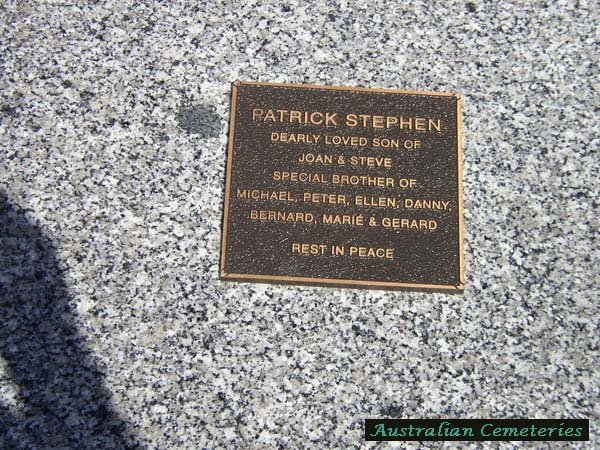 PATRICK STEPHEN
DEARLY LOVED SON OF
JOAN & STEVE
SPECIAL BROTHER OF
MICHAEL, PETER, ELLEN, DANNY,
BERNARD, MARIÉ & GERARD
REST IN PEACE
Australian Cemeteries